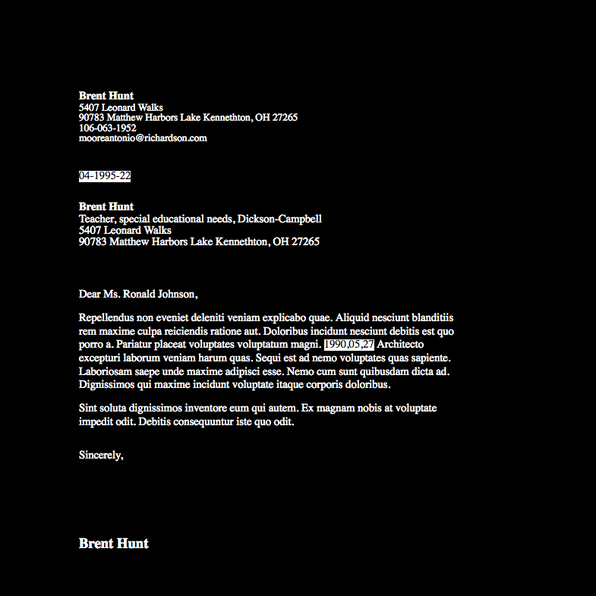 Brent Hunt
5407 Leonard Walks
90783 Matthew Harbors Lake Kennethton, OH 27265
106-063-1952
mooreantonio@richardson.com
04-1995-22
Brent Hunt
Teacher, special educational needs, Dickson-Campbell
5407 Leonard Walks
90783 Matthew Harbors Lake Kennethton, OH 27265
Dear Ms. Ronald Johnson,
Repellendus non eveniet deleniti veniam explicabo quae. Aliquid nesciunt blanditiis
rem maxime culpa reiciendis ratione aut. Doloribus incidunt nesciunt debitis est quo
porro a. Pariatur placeat voluptates voluptatum magni. 1990,05,27 Architecto
excepturi laborum veniam harum quas. Sequi est ad nemo voluptates quas sapiente.
Laboriosam saepe unde maxime adipisci esse. Nemo cum sunt quibusdam dicta ad.
Dignissimos qui maxime incidunt voluptate itaque corporis doloribus.
Sint soluta dignissimos inventore eum qui autem. Ex magnam nobis at voluptate
impedit odit. Debitis consequuntur iste quo odit.
Sincerely,
Brent Hunt